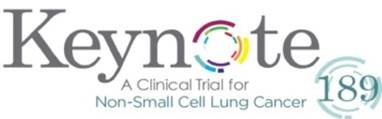 Keynote
A Clinical Trial for
Non-Small Cell Lung Cancer 189